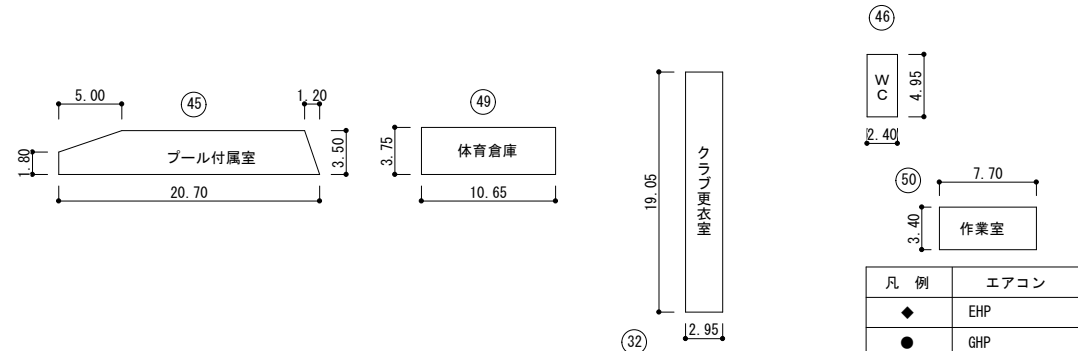 46
WC
4.95
2.40
5.00
45
1.20
1.80
プール付属室
3.50
20.70
49
3.75
体育倉庫
10.65
19.05
クラブ更衣室
2.95
32
50
7.70
3.40
作業室
凡 例 エアコン
◆ EHP
● GHP